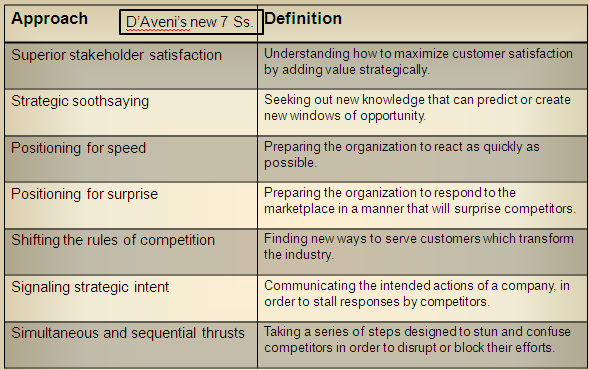 Approach
D'Aveni's new 7 Ss.
Definition
Superior stakeholder satisfaction
Understanding how to maximize customer satisfaction
by adding value strategically.
Strategic soothsaying
Seeking out new knowledge that can predict or create
new windows of opportunity.
Positioning for speed
Preparing the organization to react as quickly as
possible.
Positioning for surprise
Preparing the organization to respond to the
marketplace in a manner that will surprise competitors.
Shifting the rules of competition
Finding new ways to serve customers which transform
the industry.
Signaling strategic intent
Communicating the intended actions of a company, in
order to stall responses by competitors.
Simultaneous and sequential thrusts
Taking a series of steps designed to stun and confuse
competitors in order to disrupt or block their efforts.